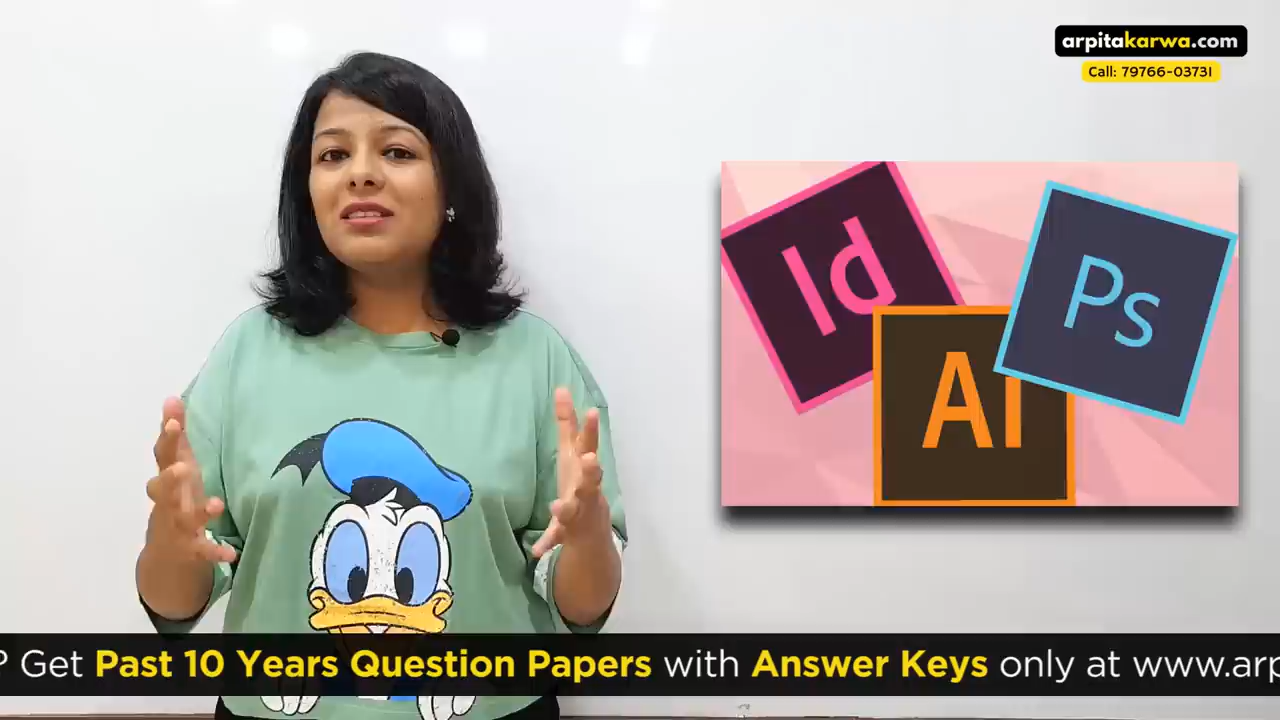 arpitakarwa.com
Call: 79766-03731
Id
Ps
Ai
? Get Past 10 Years Question Papers with Answer Keys only at www.arp